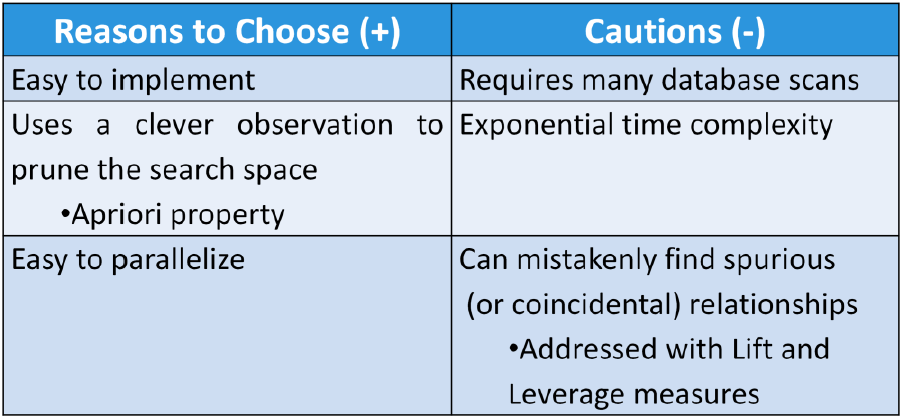 Reasons to Choose (+)
Cautions (-)
Easy to implement
Requires many database scans
Uses a clever observation to
prune the search space
•Apriori property
Exponential time complexity
Easy to parallelize
Can mistakenly find spurious
(or coincidental) relationships
•Addressed with Lift and
Leverage measures